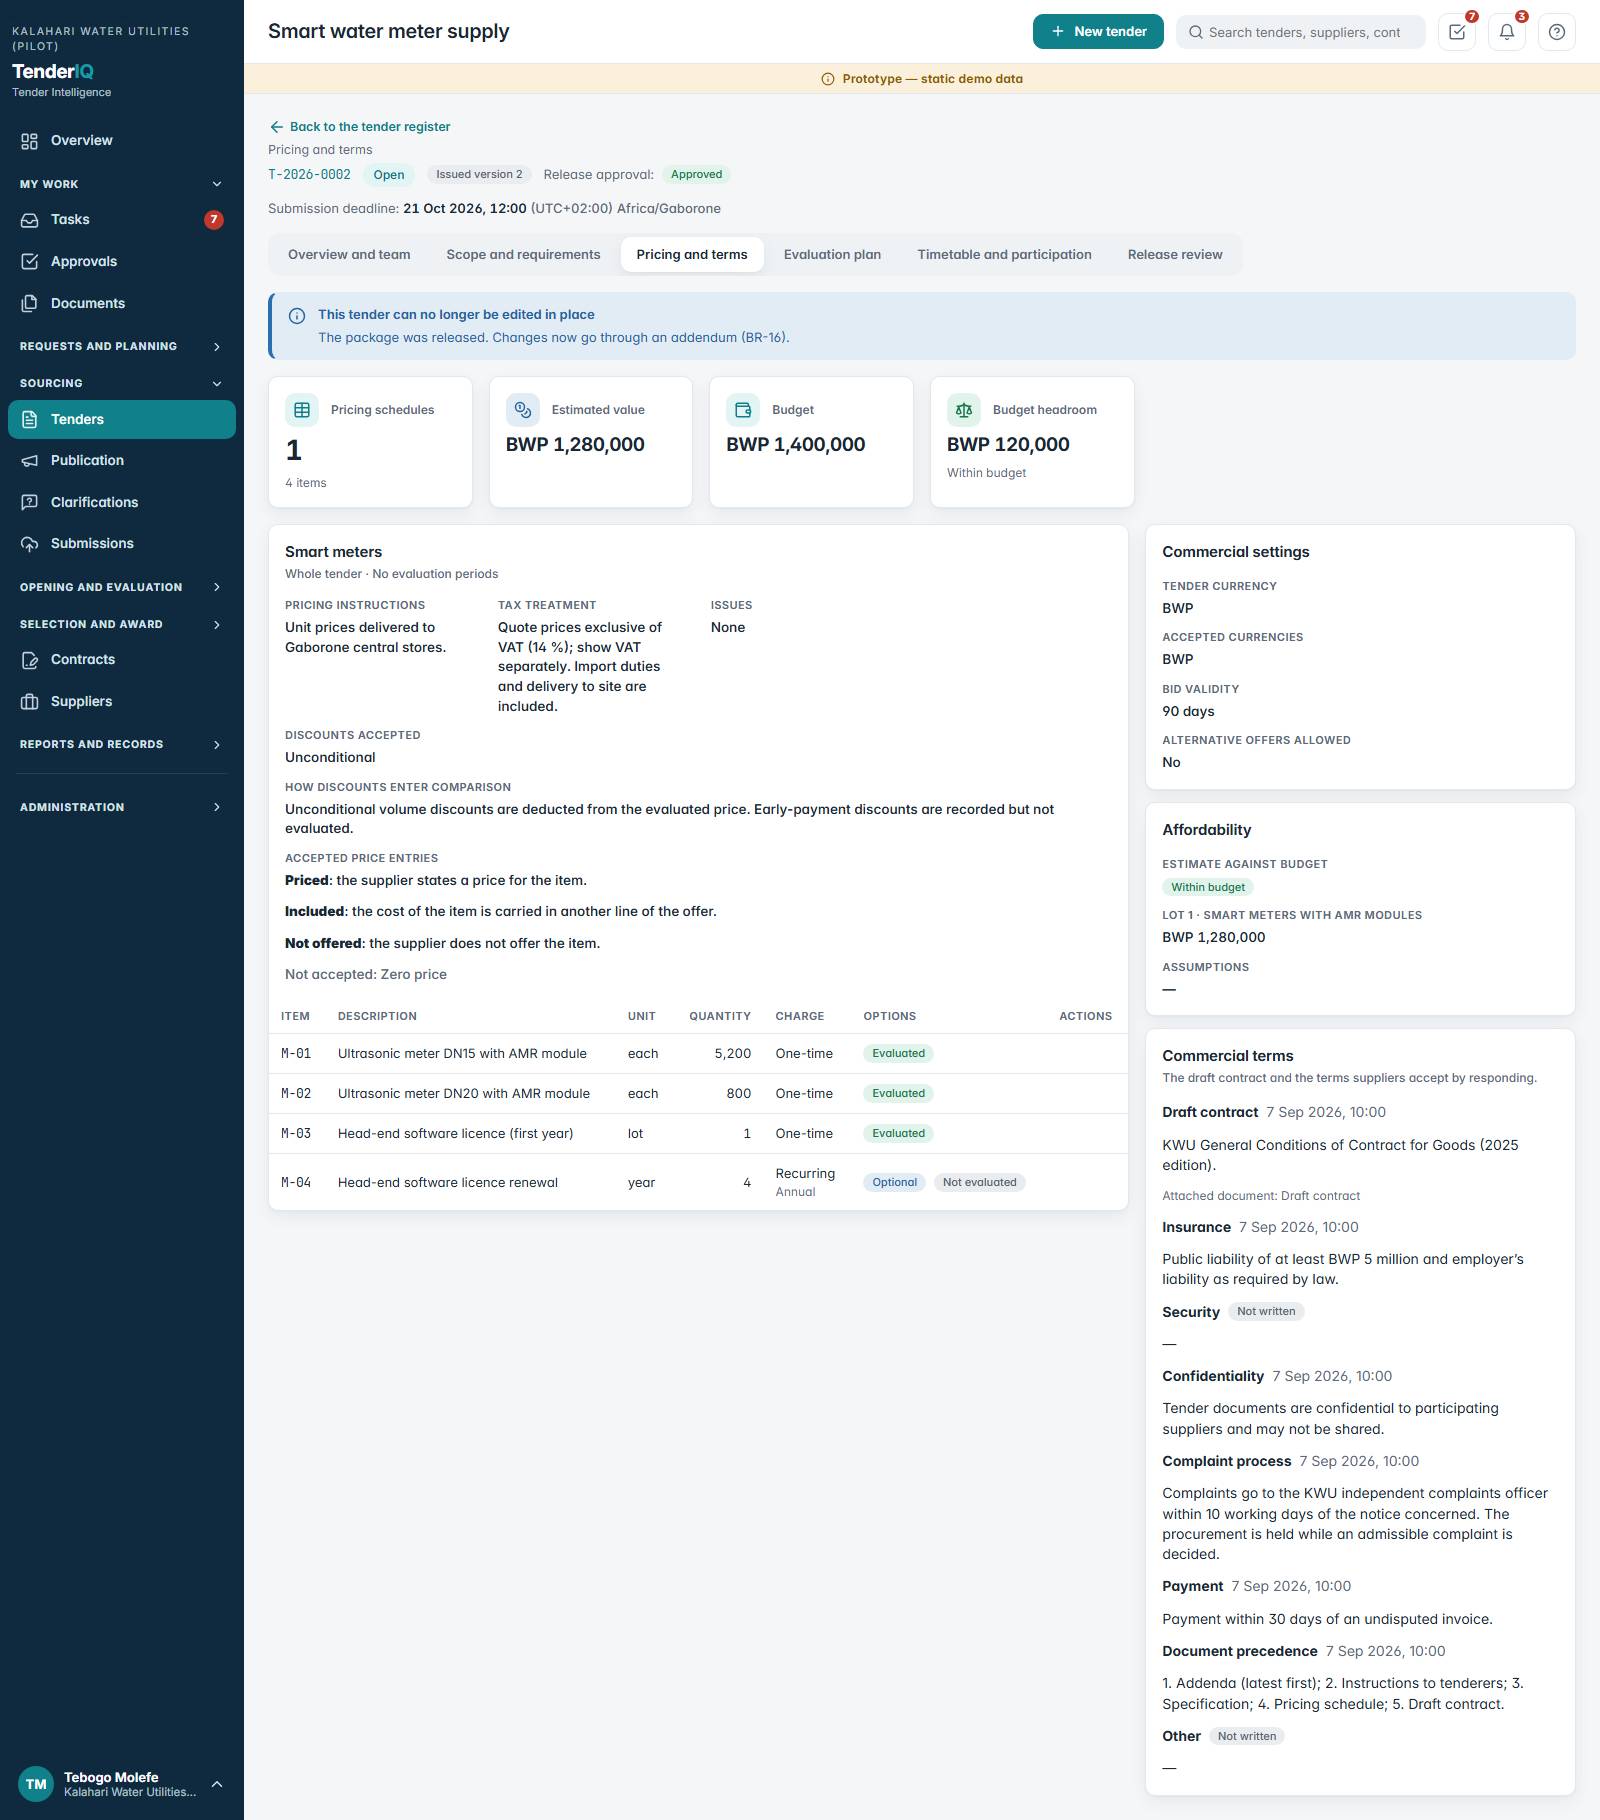 KALAHARI WATER UTILITIES
(PILOT)
TenderIQ
Tender Intelligence
Overview
MY WORK
Tasks
7
Approvals
Documents
REQUESTS AND PLANNING
SOURCING
Tenders
Publication
Clarifications
Submissions
OPENING AND EVALUATION
SELECTION AND AWARD
Contracts
Suppliers
REPORTS AND RECORDS
ADMINISTRATION
TM
Tebogo Molefe
Kalahari Water Utilities...
Smart water meter supply
New tender
Search tenders, suppliers, cont
7
3
Prototype — static demo data
Back to the tender register
Pricing and terms
T-2026-0002 Open Issued version 2 Release approval: Approved
Submission deadline: 21 Oct 2026, 12:00 (UTC+02:00) Africa/Gaborone
Overview and team Scope and requirements Pricing and terms Evaluation plan Timetable and participation Release review
This tender can no longer be edited in place
The package was released. Changes now go through an addendum (BR-16).
Pricing schedules
1
4 items
Estimated value
BWP 1,280,000
Budget
BWP 1,400,000
Budget headroom
BWP 120,000
Within budget
Smart meters
Whole tender · No evaluation periods
PRICING INSTRUCTIONS
Unit prices delivered to
Gaborone central stores.
TAX TREATMENT
Quote prices exclusive of
VAT (14 %); show VAT
separately. Import duties
and delivery to site are
included.
ISSUES
None
DISCOUNTS ACCEPTED
Unconditional
HOW DISCOUNTS ENTER COMPARISON
Unconditional volume discounts are deducted from the evaluated price. Early-payment discounts are recorded but not
evaluated.
ACCEPTED PRICE ENTRIES
Priced: the supplier states a price for the item.
Included: the cost of the item is carried in another line of the offer.
Not offered: the supplier does not offer the item.
Not accepted: Zero price
ITEM DESCRIPTION UNIT QUANTITY CHARGE OPTIONS ACTIONS
M-01 Ultrasonic meter DN15 with AMR module each 5,200 One-time Evaluated
M-02 Ultrasonic meter DN20 with AMR module each 800 One-time Evaluated
M-03 Head-end software licence (first year) lot 1 One-time Evaluated
M-04 Head-end software licence renewal year 4 Recurring Annual Optional Not evaluated
Commercial settings
TENDER CURRENCY
BWP
ACCEPTED CURRENCIES
BWP
BID VALIDITY
90 days
ALTERNATIVE OFFERS ALLOWED
No
Affordability
ESTIMATE AGAINST BUDGET
Within budget
LOT 1 · SMART METERS WITH AMR MODULES
BWP 1,280,000
ASSUMPTIONS
—
Commercial terms
The draft contract and the terms suppliers accept by responding.
Draft contract 7 Sep 2026, 10:00
KWU General Conditions of Contract for Goods (2025
edition).
Attached document: Draft contract
Insurance 7 Sep 2026, 10:00
Public liability of at least BWP 5 million and employer’s
liability as required by law.
Security Not written
—
Confidentiality 7 Sep 2026, 10:00
Tender documents are confidential to participating
suppliers and may not be shared.
Complaint process 7 Sep 2026, 10:00
Complaints go to the KWU independent complaints officer
within 10 working days of the notice concerned. The
procurement is held while an admissible complaint is
decided.
Payment 7 Sep 2026, 10:00
Payment within 30 days of an undisputed invoice.
Document precedence 7 Sep 2026, 10:00
1. Addenda (latest first); 2. Instructions to tenderers; 3.
Specification; 4. Pricing schedule; 5. Draft contract.
Other Not written
—